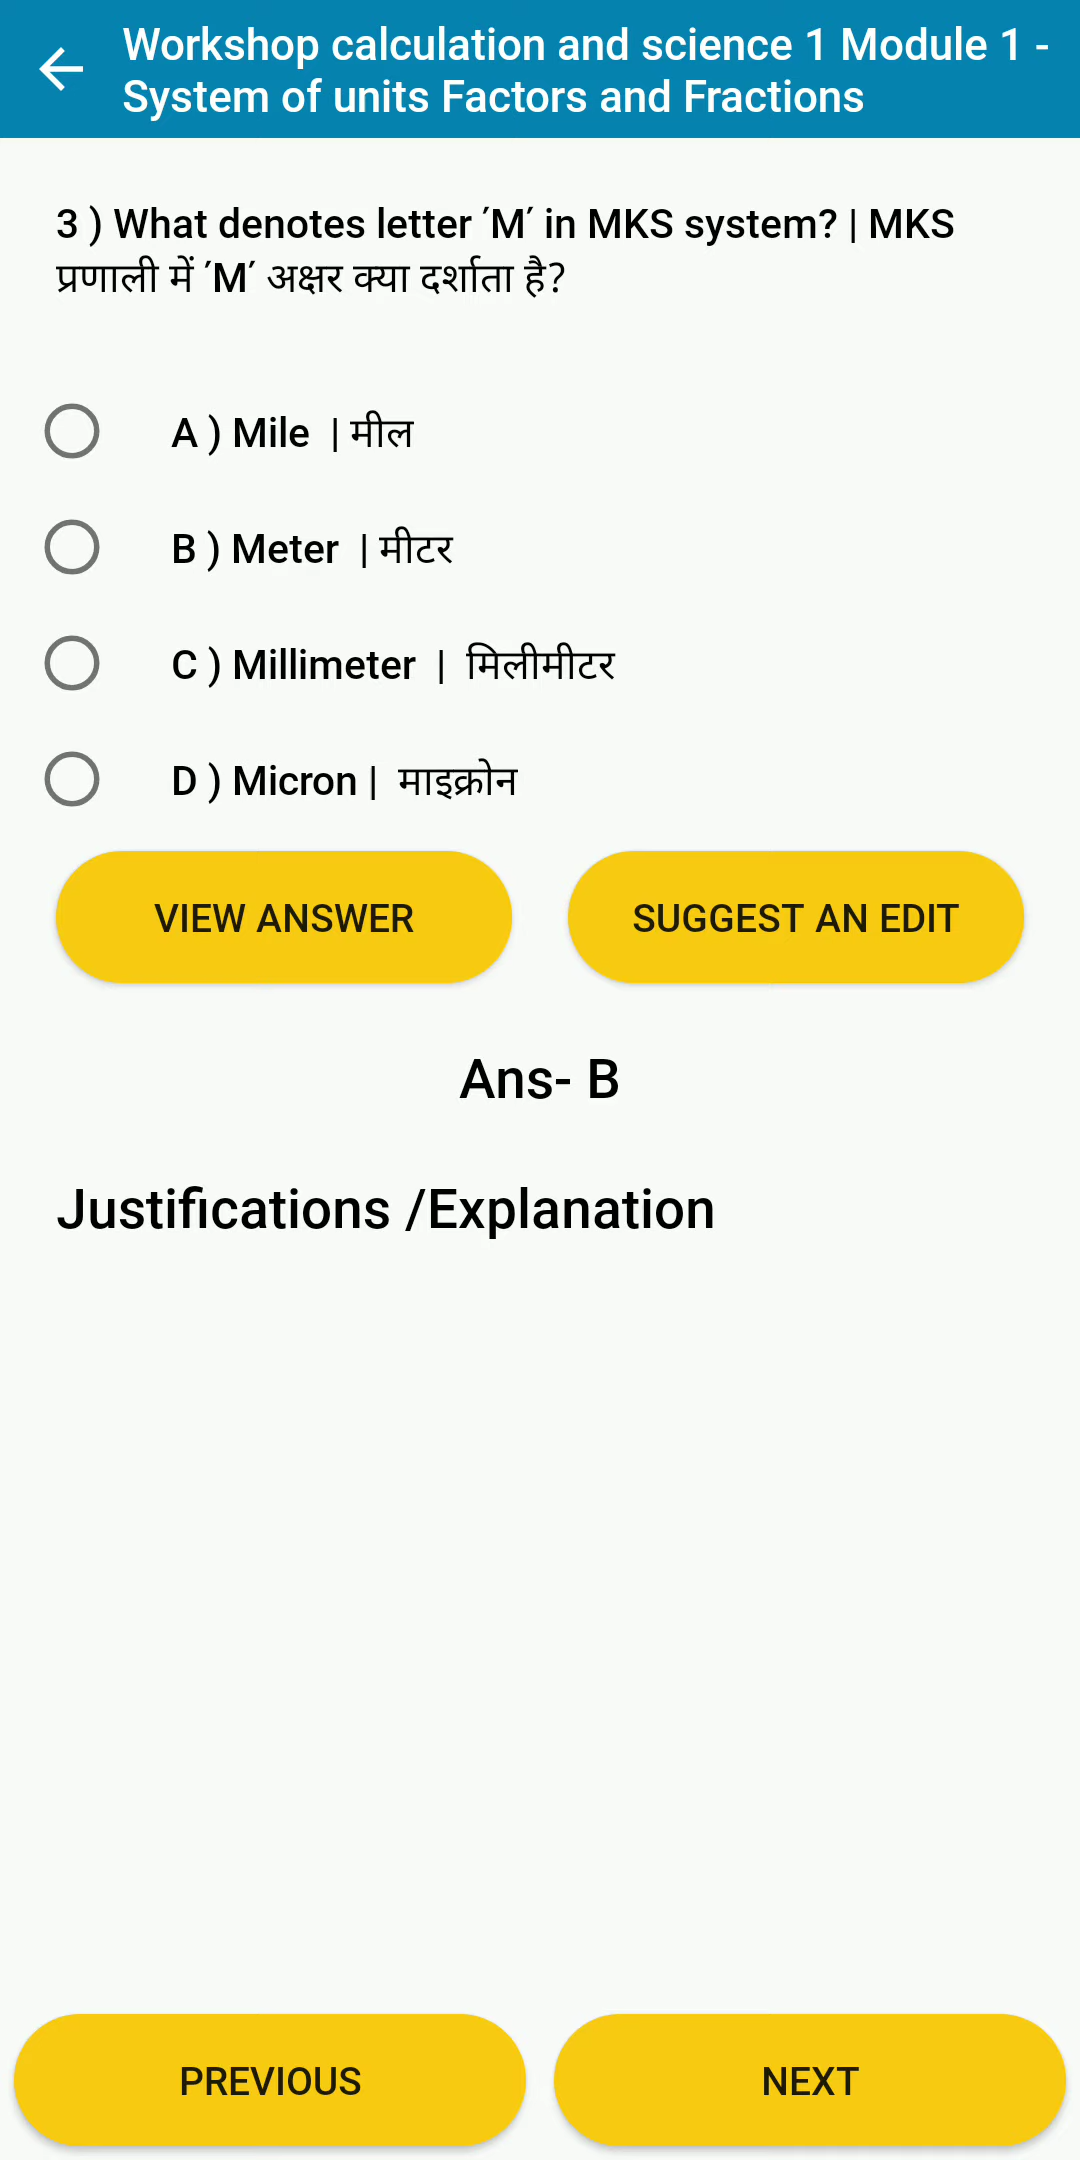 Workshop calculation and science 1 Module 1 -
System of units Factors and Fractions
3 ) What denotes letter ′M′ in MKS system? | MKS
प्रणाली में ′M′ अक्षर क्या दर्शाता है?
A ) Mile | मील
B ) Meter | मीटर
C ) Millimeter | मिलीमीटर
D ) Micron | माइक्रोन
VIEW ANSWER
SUGGEST AN EDIT
Ans- B
Justifications /Explanation
PREVIOUS
NEXT